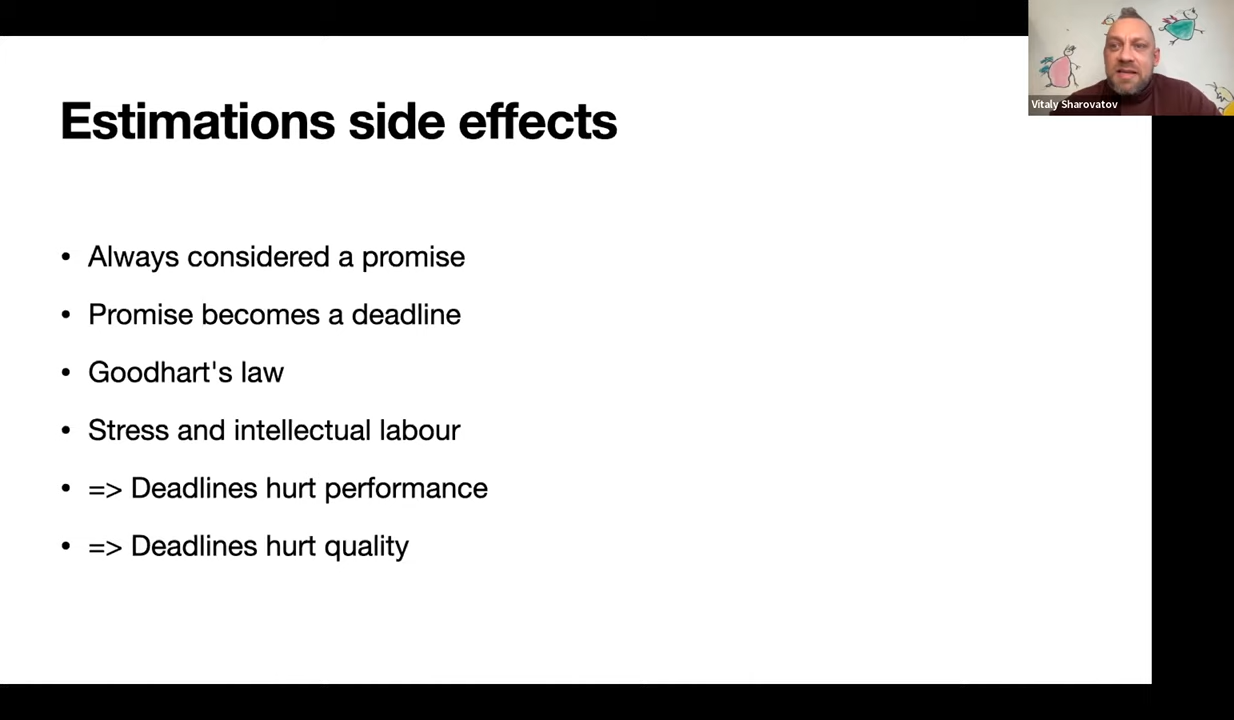 Estimations side effects
Vitaly Sharovatov
• Always considered a promise
• Promise becomes a deadline
• Goodhart's law
• Stress and intellectual labour
• => Deadlines hurt performance
• => Deadlines hurt quality